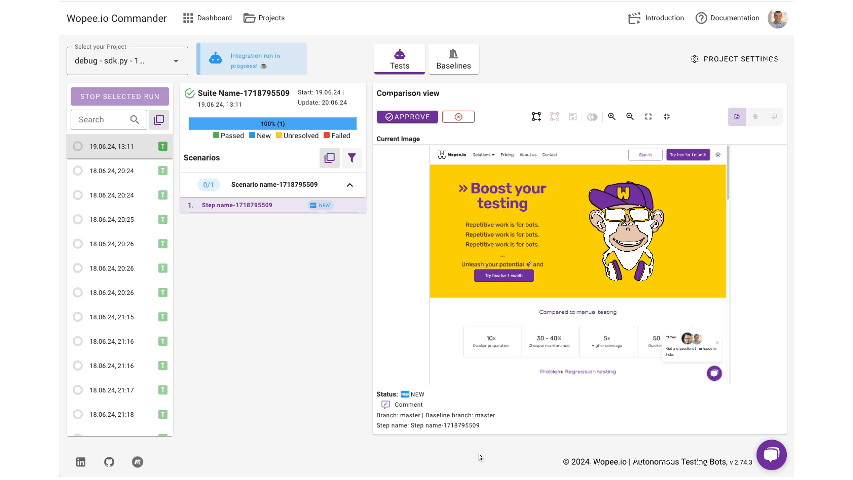 Wopee.io Commander
Dashboard
Projects
Introduction
Documentation
Select your Project
debug - sdk.py - 1...
Integration run in
progress!
Tests
Baselines
PROJECT SETTINGS
STOP SELECTED RUN
Search
19.06.24, 13:11 T
18.06.24, 20:24 T
18.06.24, 20:24 T
18.06.24, 20:25 T
18.06.24, 20:26 T
18.06.24, 20:26 T
18.06.24, 20:26 T
18.06.24, 21:15 T
18.06.24, 21:16 T
18.06.24, 21:16 T
18.06.24, 21:17 T
18.06.24, 21:18 T
Suite Name-1718795509
19.06.24, 13:11
Start: 19.06.24 |
Update: 20.06.24
100% (1)
Passed New Unresolved Failed
Scenarios
0/1 Scenario name-1718795509
1. Step name-1718795509 NEW
Comparison view
APPROVE
Current Image
Wopee.io Solutions Pricing About us Contact
Sign in
Try free for 1 month
» Boost your
testing
Repetitive work is for bots.
Repetitive work is for bots.
Repetitive work is for bots.
...
Unleash your potential 🚀 and
Try free for 1 month
W
Compared to manual testing
10x
30 - 40%
Cheaper maintenance
5x
Higher coverage
50
Problem: Regression testing
Status: NEW
Comment
Branch: master | Baseline branch: master
Step name: Step name-1718795509
© 2024, Wopee.io | Autonomous Testing Bots, v 2.74.3